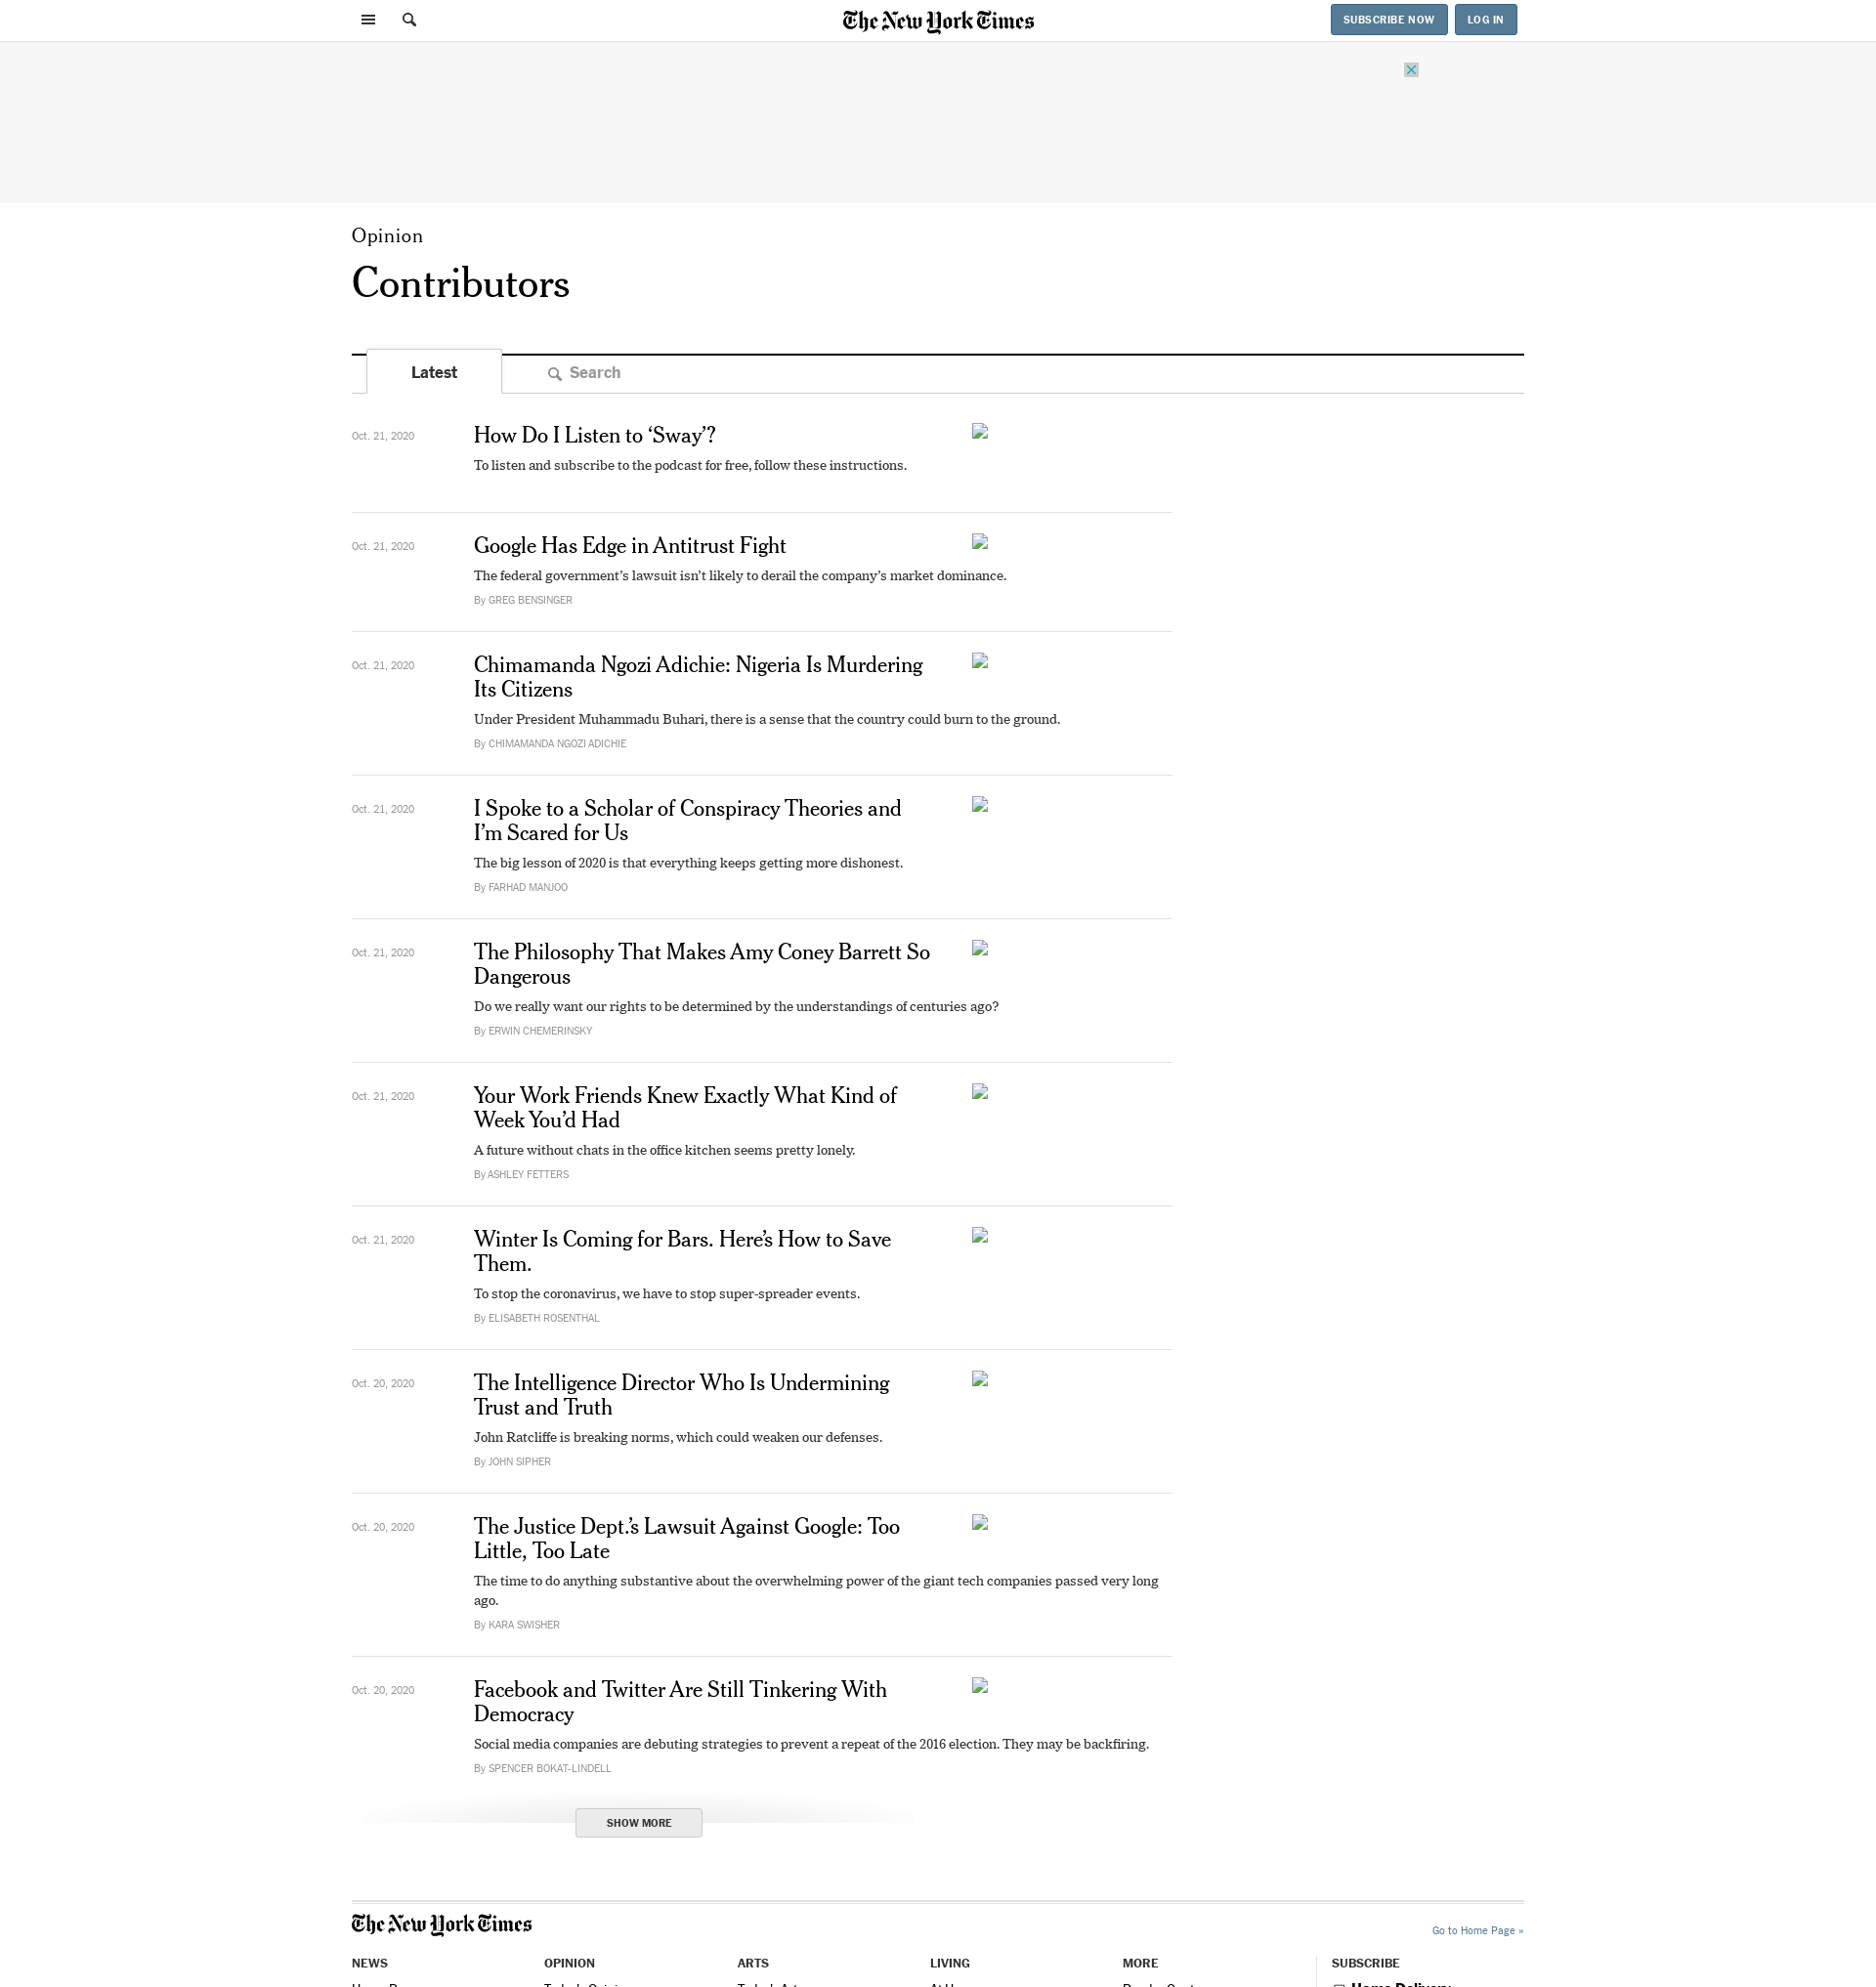 The New York Times
SUBSCRIBE NOW
LOG IN
Opinion
Contributors
Latest
Search
Oct. 21, 2020
How Do I Listen to ‘Sway’?
To listen and subscribe to the podcast for free, follow these instructions.
Oct. 21, 2020
Google Has Edge in Antitrust Fight
The federal government’s lawsuit isn’t likely to derail the company’s market dominance.
By GREG BENSINGER
Oct. 21, 2020
Chimamanda Ngozi Adichie: Nigeria Is Murdering
Its Citizens
Under President Muhammadu Buhari, there is a sense that the country could burn to the ground.
By CHIMAMANDA NGOZI ADICHIE
Oct. 21, 2020
I Spoke to a Scholar of Conspiracy Theories and
I’m Scared for Us
The big lesson of 2020 is that everything keeps getting more dishonest.
By FARHAD MANJOO
Oct. 21, 2020
The Philosophy That Makes Amy Coney Barrett So
Dangerous
Do we really want our rights to be determined by the understandings of centuries ago?
By ERWIN CHEMERINSKY
Oct. 21, 2020
Your Work Friends Knew Exactly What Kind of
Week You’d Had
A future without chats in the office kitchen seems pretty lonely.
By ASHLEY FETTERS
Oct. 21, 2020
Winter Is Coming for Bars. Here’s How to Save
Them.
To stop the coronavirus, we have to stop super-spreader events.
By ELISABETH ROSENTHAL
Oct. 20, 2020
The Intelligence Director Who Is Undermining
Trust and Truth
John Ratcliffe is breaking norms, which could weaken our defenses.
By JOHN SIPHER
Oct. 20, 2020
The Justice Dept.’s Lawsuit Against Google: Too
Little, Too Late
The time to do anything substantive about the overwhelming power of the giant tech companies passed very long
ago.
By KARA SWISHER
Oct. 20, 2020
Facebook and Twitter Are Still Tinkering With
Democracy
Social media companies are debuting strategies to prevent a repeat of the 2016 election. They may be backfiring.
By SPENCER BOKAT-LINDELL
SHOW MORE
The New York Times
Go to Home Page »
NEWS
OPINION
ARTS
LIVING
MORE
SUBSCRIBE
Home Delivery